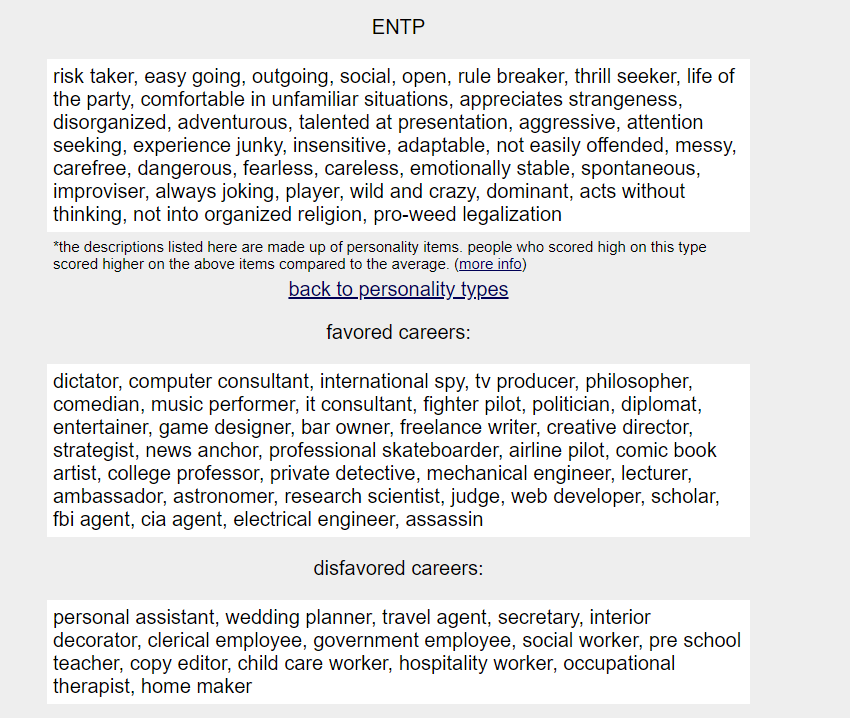 ENTP
risk taker, easy going, outgoing, social, open, rule breaker, thrill seeker, life of
the party, comfortable in unfamiliar situations, appreciates strangeness,
disorganized, adventurous, talented at presentation, aggressive, attention
seeking, experience junky, insensitive, adaptable, not easily offended, messy,
carefree, dangerous, fearless, careless, emotionally stable, spontaneous,
improviser, always joking, player, wild and crazy, dominant, acts without
thinking, not into organized religion, pro-weed legalization
*the descriptions listed here are made up of personality items. people who scored high on this type
scored higher on the above items compared to the average. (more info)
back to personality types
favored careers:
dictator, computer consultant, international spy, tv producer, philosopher,
comedian, music performer, it consultant, fighter pilot, politician, diplomat,
entertainer, game designer, bar owner, freelance writer, creative director,
strategist, news anchor, professional skateboarder, airline pilot, comic book
artist, college professor, private detective, mechanical engineer, lecturer,
ambassador, astronomer, research scientist, judge, web developer, scholar,
fbi agent, cia agent, electrical engineer, assassin
disfavored careers:
personal assistant, wedding planner, travel agent, secretary, interior
decorator, clerical employee, government employee, social worker, pre school
teacher, copy editor, child care worker, hospitality worker, occupational
therapist, home maker